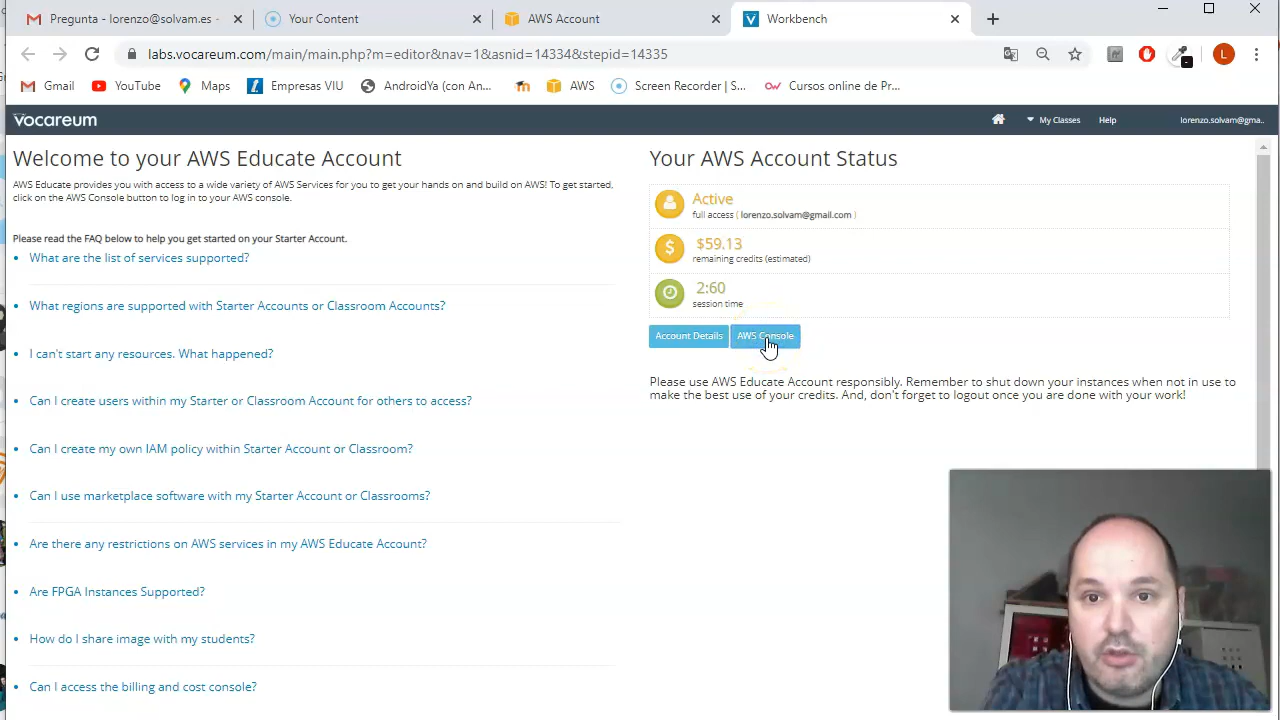 Pregunta - lorenzo@solvam.es -
Your Content
AWS Account
Workbench
labs.vocareum.com/main/main.php?m=editor&nav=1&asnid=14334&stepid=14335
L
Gmail
YouTube
Maps
Empresas VIU
AndroidYa (con An...
AWS
Screen Recorder | S...
Cursos online de Pr...
vocareum
My Classes
Help
lorenzo.solvam@gma..
Welcome to your AWS Educate Account
AWS Educate provides you with access to a wide variety of AWS Services for you to get your hands on and build on AWS! To get started,
click on the AWS Console button to log in to your AWS console.
Please read the FAQ below to help you get started on your Starter Account.
What are the list of services supported?
What regions are supported with Starter Accounts or Classroom Accounts?
I can't start any resources. What happened?
Can I create users within my Starter or Classroom Account for others to access?
Can I create my own IAM policy within Starter Account or Classroom?
Can I use marketplace software with my Starter Account or Classrooms?
Are there any restrictions on AWS services in my AWS Educate Account?
Are FPGA Instances Supported?
How do I share image with my students?
Can I access the billing and cost console?
Your AWS Account Status
Active
full access ( lorenzo.solvam@gmail.com )
$
$59.13
remaining credits (estimated)
2:60
session time
Account Details
AWS Console
Please use AWS Educate Account responsibly. Remember to shut down your instances when not in use to
make the best use of your credits. And, don't forget to logout once you are done with your work!